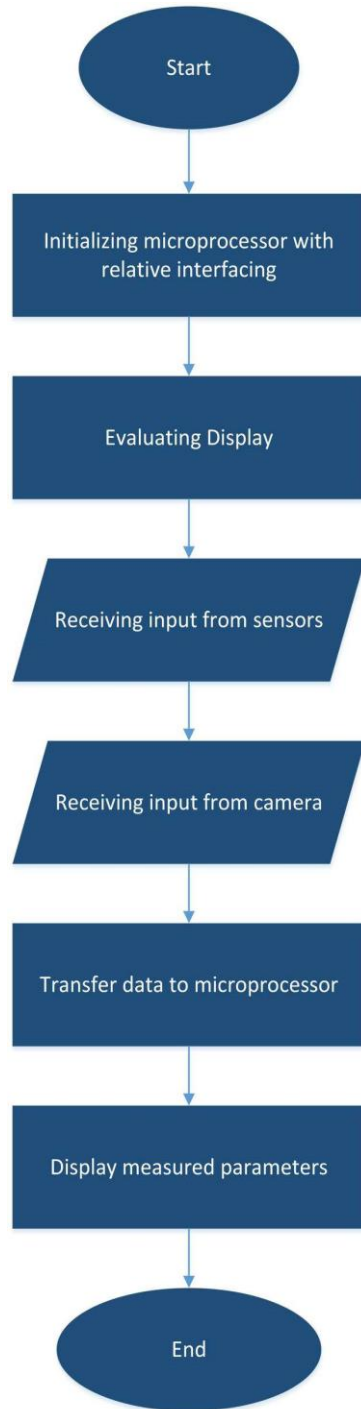 Start
Initializing microprocessor with
relative interfacing
Evaluating Display
Receiving input from sensors
Receiving input from camera
Transfer data to microprocessor
Display measured parameters
End